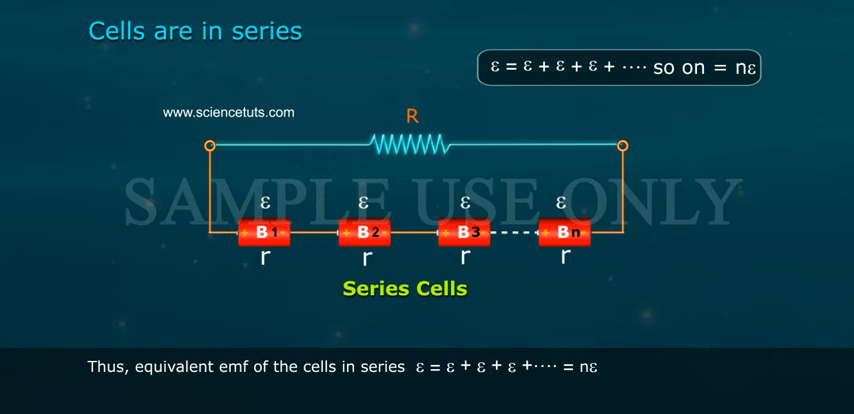 Cells are in series
ε = ε + ε + ε + ···· so on = nε
www.sciencetuts.com
R
SAMPLE USE ONLY
ε ε ε ε
+ B1 - + B2 - + B3 - + Bn -
r r r r
Series Cells
Thus, equivalent emf of the cells in series ε = ε + ε + ε +···· = nε